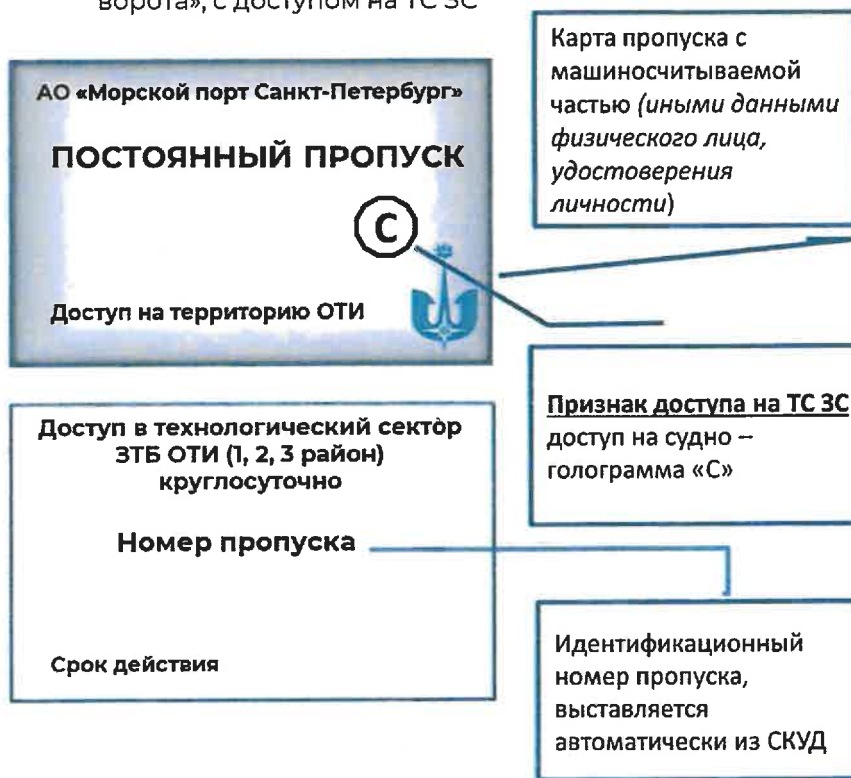 ворота», с доступом на ТС ЗС
АО «Морской порт Санкт-Петербург»
ПОСТОЯННЫЙ ПРОПУСК
С
Доступ на территорию ОТИ
Карта пропуска с
машиносчитываемой
частью (иными данными
физического лица,
удостоверения
личности)
Признак доступа на ТС ЗС
доступ на судно –
голограмма «С»
Доступ в технологический сектор
ЗТБ ОТИ (1, 2, 3 район)
круглосуточно
Номер пропуска
Срок действия
Идентификационный
номер пропуска,
выставляется
автоматически из СКУД